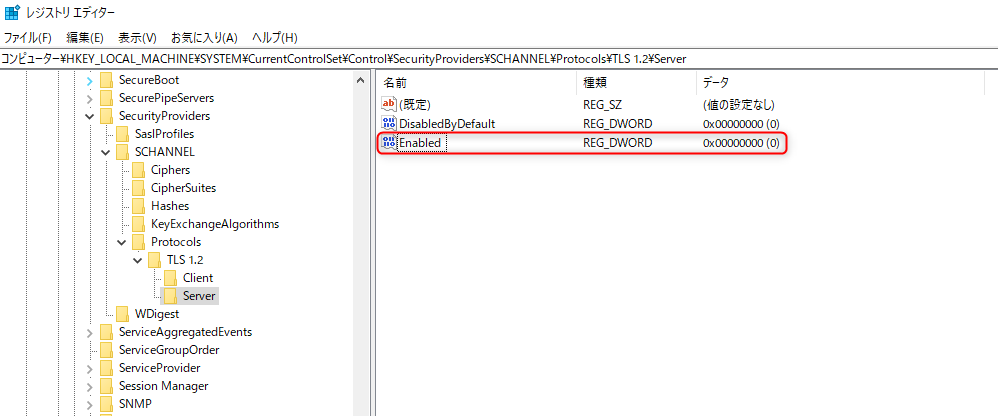 レジストリ エディター
ファイル(F) 編集(E) 表示(V) お気に入り(A) ヘルプ(H)
コンピューター¥HKEY_LOCAL_MACHINE¥SYSTEM¥CurrentControlSet¥Control¥SecurityProviders¥SCHANNEL¥Protocols¥TLS 1.2¥Server
SecureBoot
SecurePipeServers
SecurityProviders
SaslProfiles
SCHANNEL
Ciphers
CipherSuites
Hashes
KeyExchangeAlgorithms
Protocols
TLS 1.2
Client
Server
WDigest
ServiceAggregatedEvents
ServiceGroupOrder
ServiceProvider
Session Manager
SNMP
名前 種類 データ
ab (既定) REG_SZ (値の設定なし)
DisabledByDefault REG_DWORD 0x00000000 (0)
Enabled REG_DWORD 0x00000000 (0)